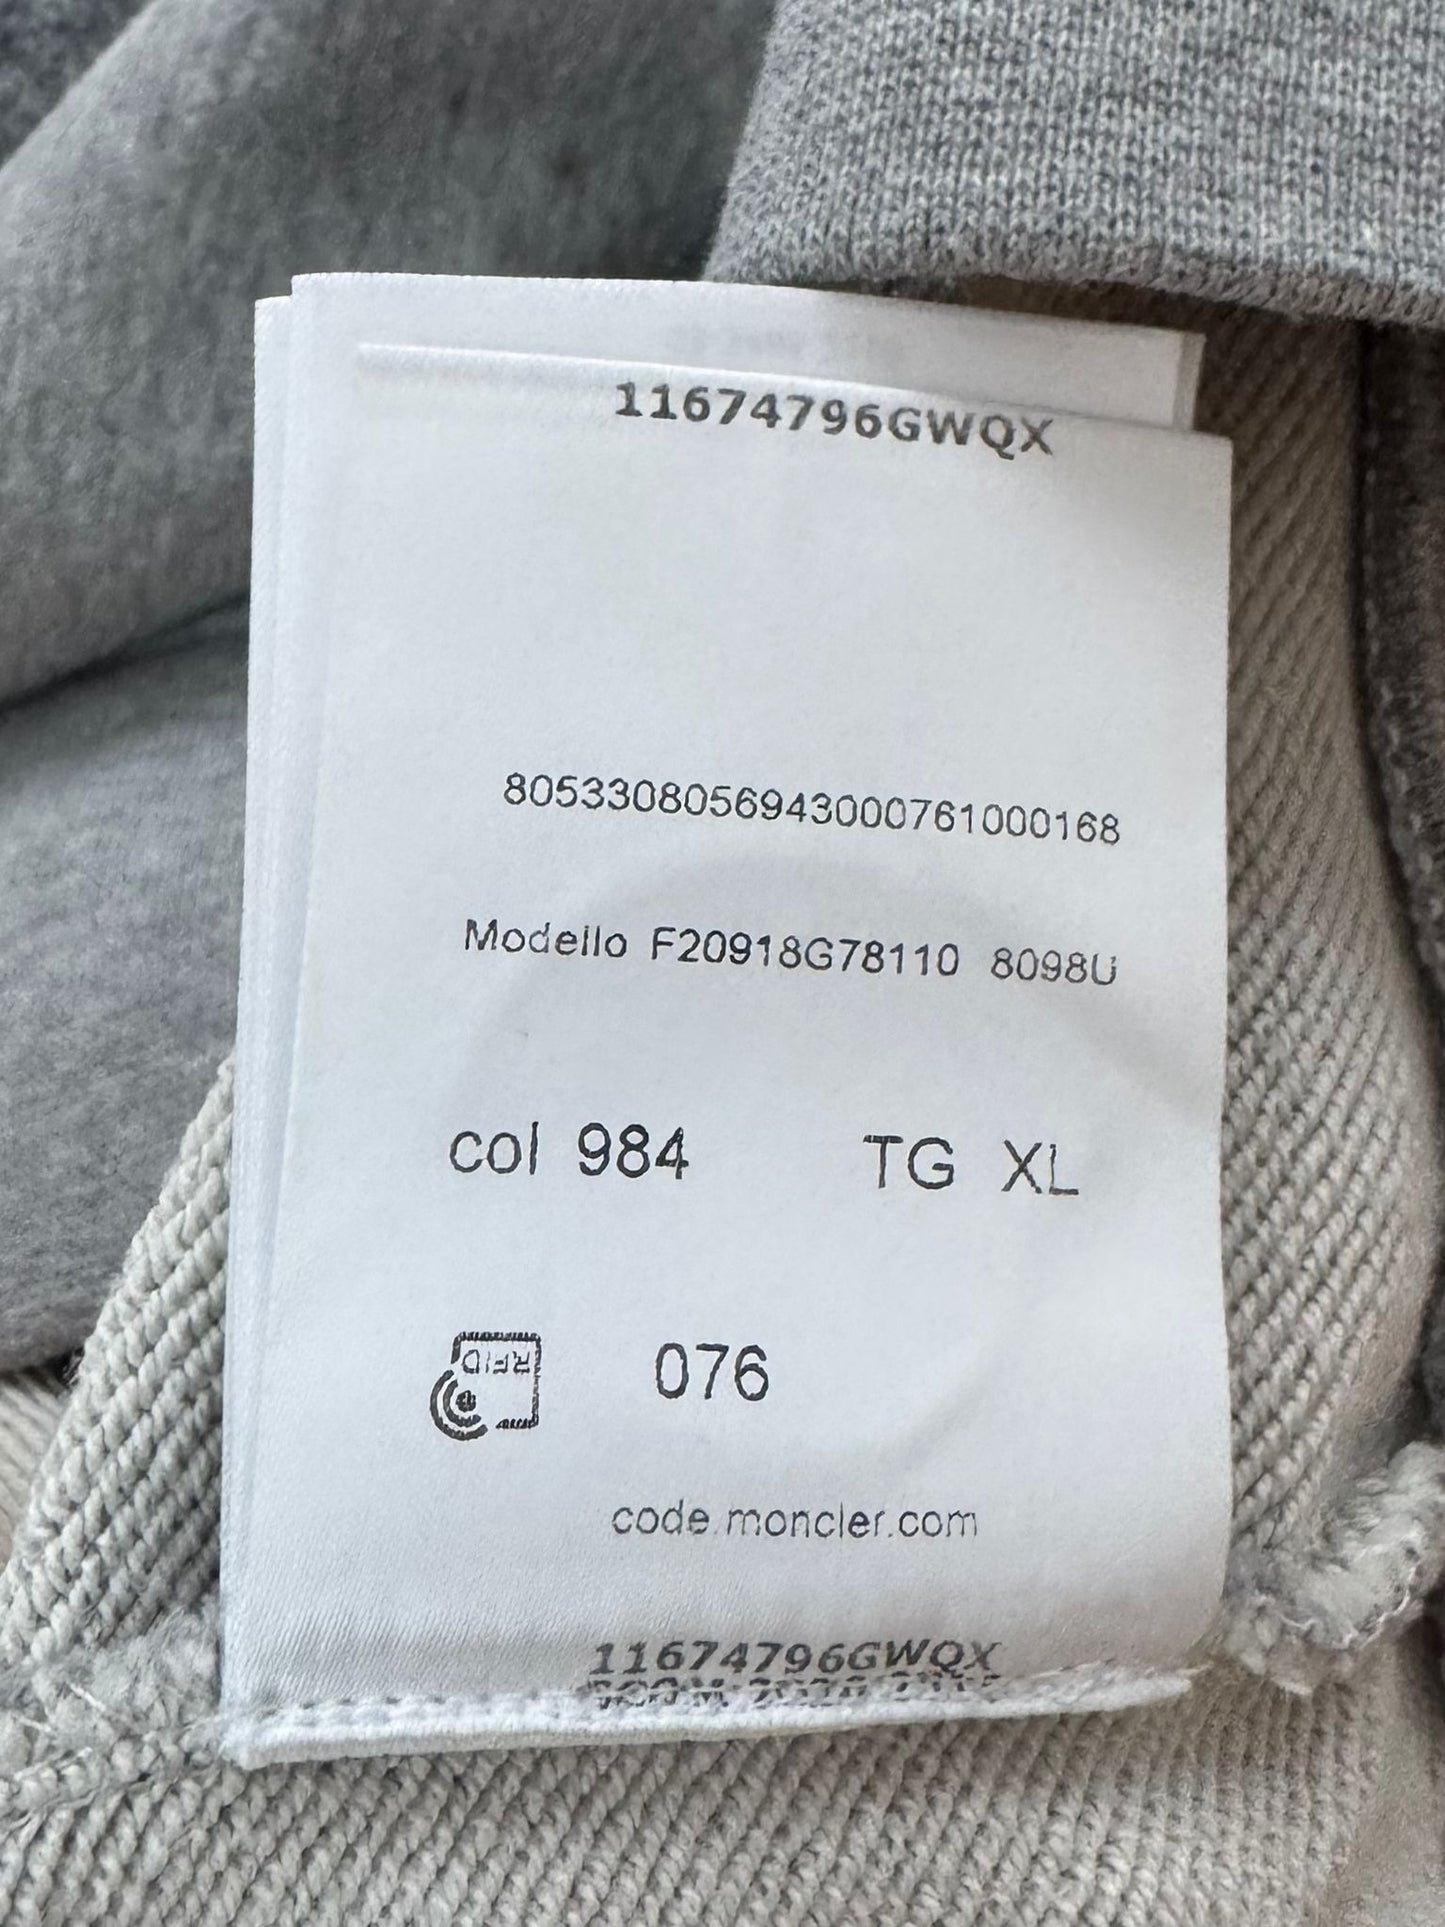 11674796GWQX
8053308056943000761000168
Modello F20918G78110 8098U
col 984 TG XL
RFID
076
code.moncler.com
11674796GWQX